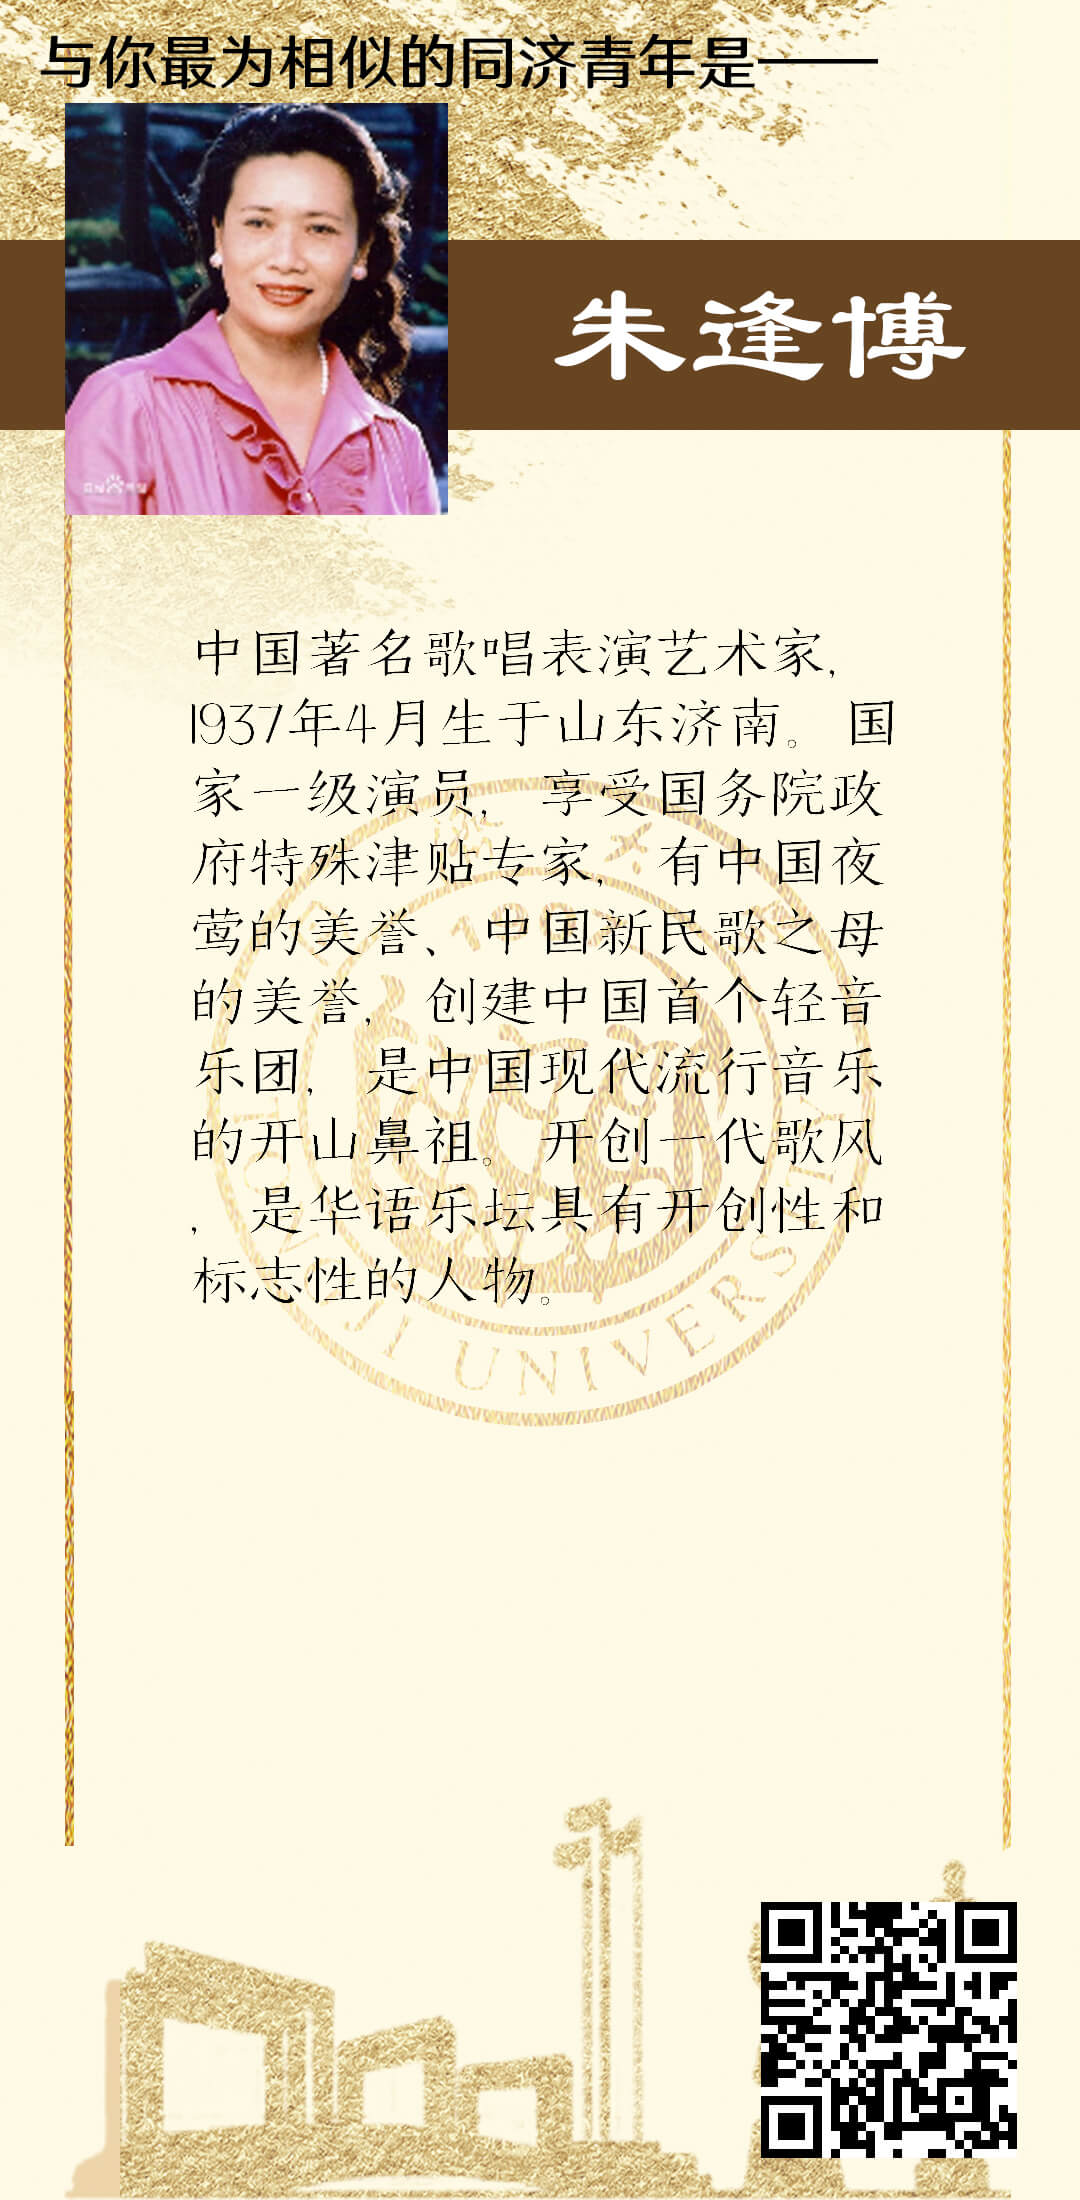 与你最为相似的同济青年是——
朱逢博
中国著名歌唱表演艺术家，
1937年4月生于山东济南。国
家一级演员，享受国务院政
府特殊津贴专家，有中国夜
莺的美誉、中国新民歌之母
的美誉，创建中国首个轻音
乐团，是中国现代流行音乐
的开山鼻祖。开创一代歌风
，是华语乐坛具有开创性和
标志性的人物。
TONGJI UNIVERSITY